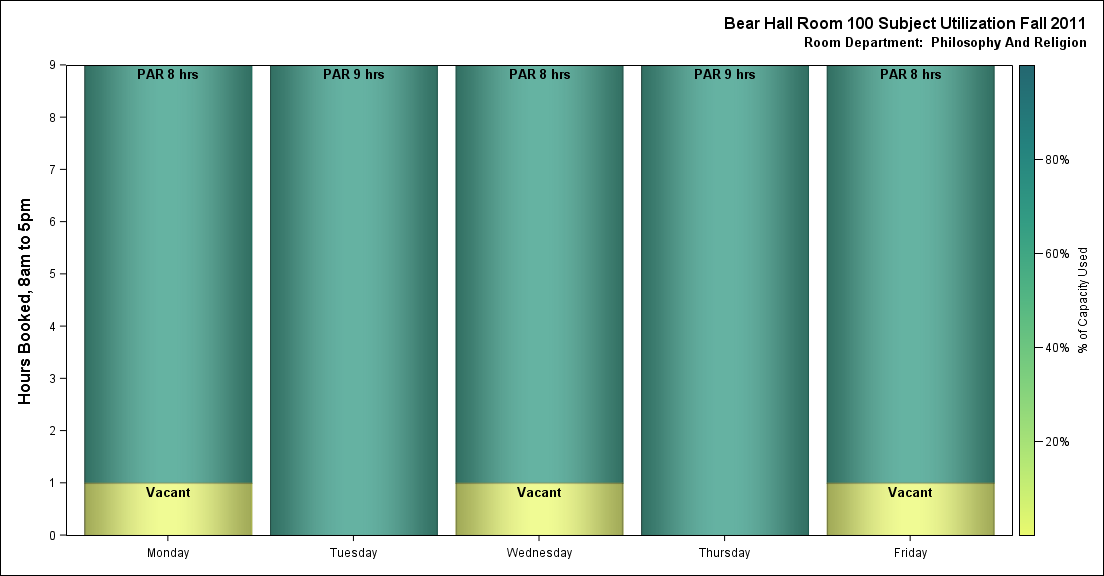 Bear Hall Room 100 Subject Utilization Fall 2011
Room Department:  Philosophy And Religion
Hours Booked, 8am to 5pm
9
8
7
6
5
4
3
2
1
0
PAR 8 hrs
PAR 9 hrs
PAR 8 hrs
PAR 9 hrs
PAR 8 hrs
Vacant
Vacant
Vacant
Monday
Tuesday
Wednesday
Thursday
Friday
80%
60%
40%
20%
% of Capacity Used